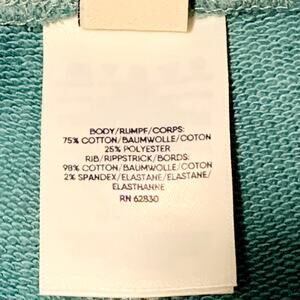 BODY/RUMPF/CORPS:
75% COTTON/BAUMWOLLE/COTON
25% POLYESTER
RIB/RIPPSTRICK/BORDS:
98% COTTON/BAUMWOLLE/COTON
2% SPANDEX/ELASTANE/ELASTANE/
ELASTHANNE
RN 62830